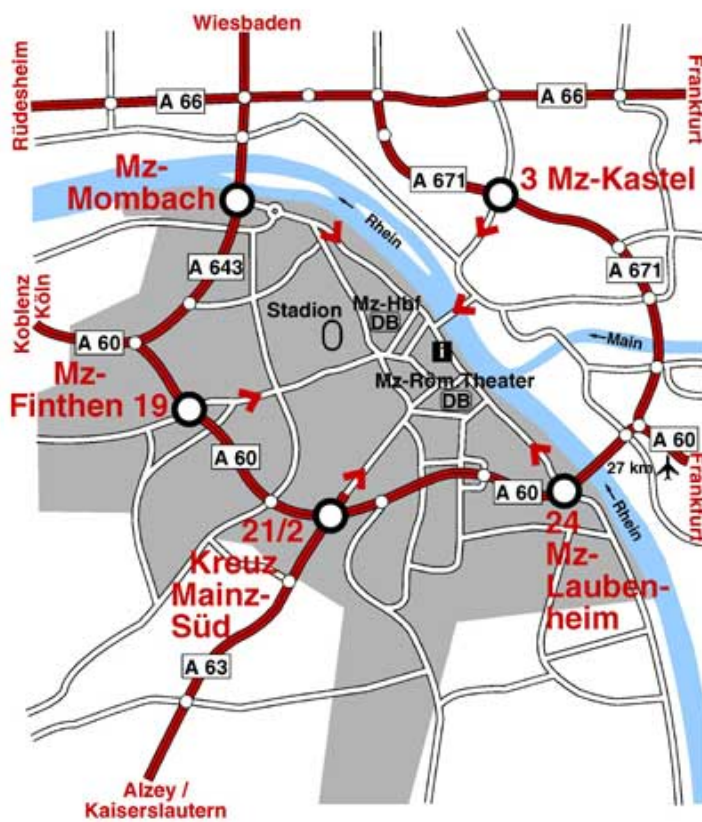 Wiesbaden
Rüdesheim
A 66
A 66
Frankfurt
Mz-
Mombach
A 671
3 Mz-Kastel
Rhein
A 643
A 671
Koblenz
Köln
Stadion
Mz-Hbf
DB
A 60
Main
i
Mz-
Finthen 19
Mz-Röm.Theater
DB
A 60
A 60
27 km
Frankfurt
A 60
Rhein
21/2
Kreuz
Mainz-
Süd
24
Mz-
Lauben-
heim
A 63
Alzey /
Kaiserslautern